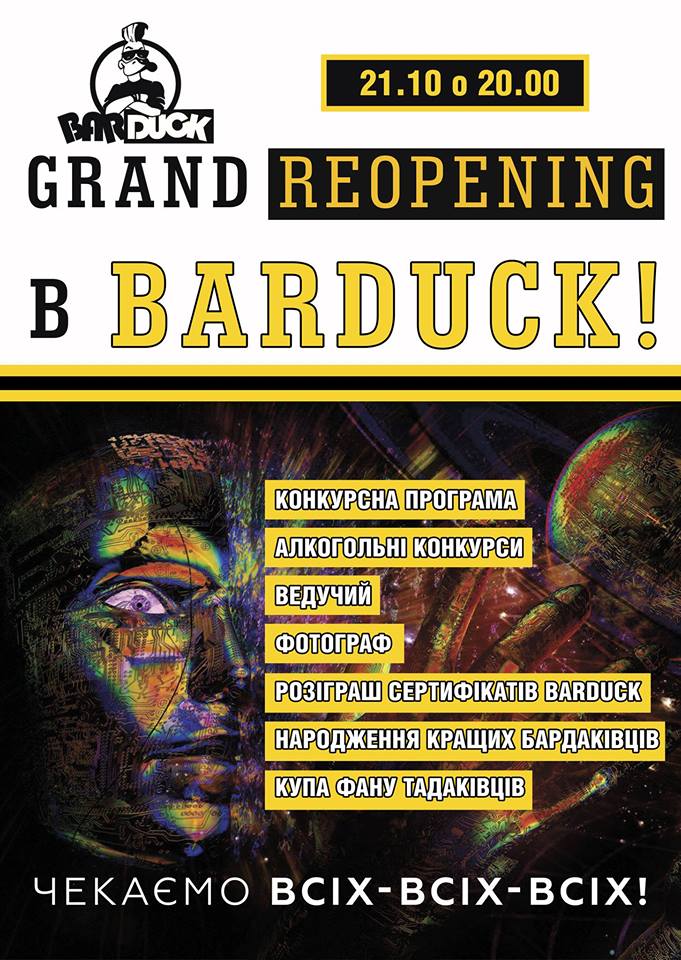 BARDUCK
21.10 о 20.00
GRAND REOPENING
В BARDUCK!
КОНКУРСНА ПРОГРАМА
АЛКОГОЛЬНІ КОНКУРСИ
ВЕДУЧИЙ
ФОТОГРАФ
РОЗІГРАШ СЕРТИФІКАТІВ BARDUCK
НАРОДЖЕННЯ КРАЩИХ БАРДАКІВЦІВ
КУПА ФАНУ ТАДАКІВЦІВ
ЧЕКАЄМО ВСІХ-ВСІХ-ВСІХ!